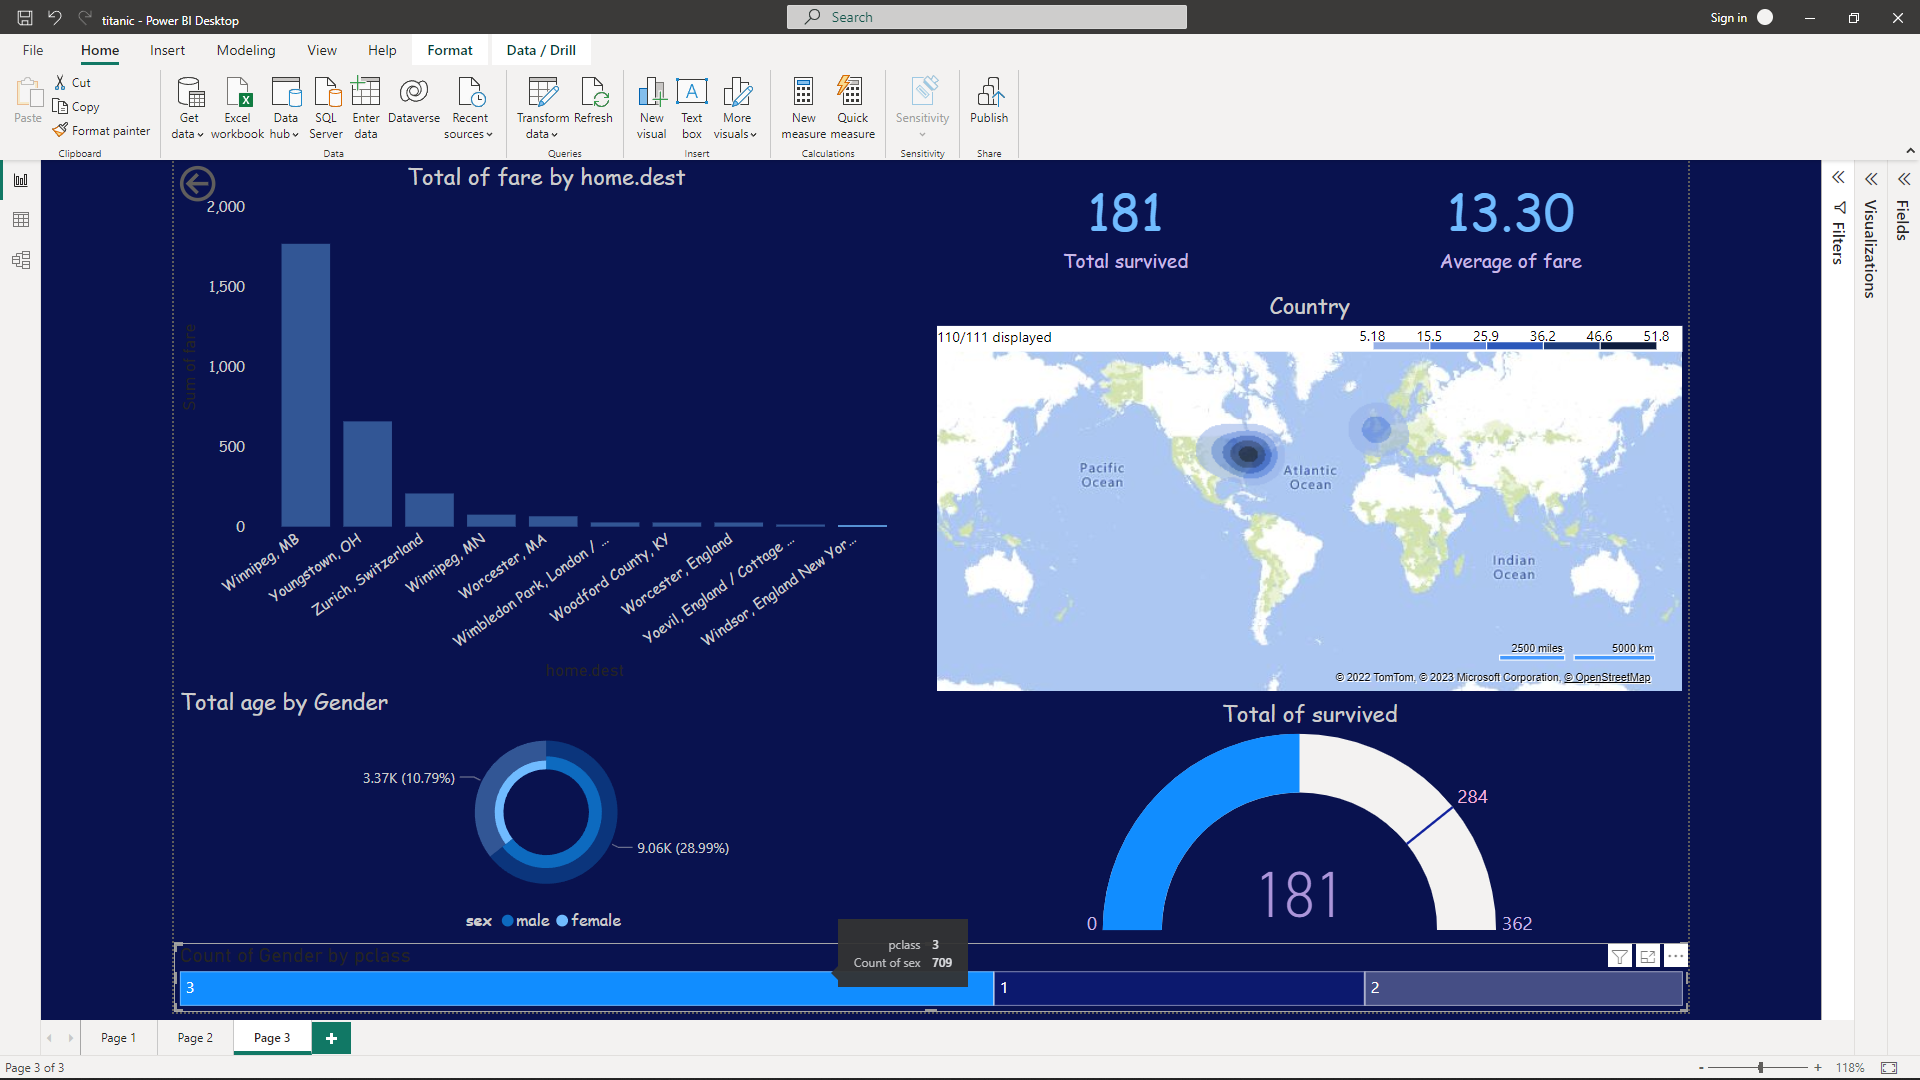 titanic - Power BI Desktop
Search
Sign in
File
Home
Insert
Modeling
View
Help
Format
Data / Drill
Paste
Cut
Copy
Format painter
Clipboard
Get data
Excel workbook
Data hub
SQL Server
Enter data
Dataverse
Recent sources
Data
Transform data
Refresh
Queries
New visual
Text box
More visuals
Insert
New measure
Quick measure
Calculations
Sensitivity
Sensitivity
Publish
Share
Total of fare by home.dest
2,000
1,500
1,000
500
0
Sum of fare
Winnipeg, MB
Youngstown, OH
Zurich, Switzerland
Winnipeg, MN
Worcester, MA
Wimbledon Park, London / ...
Woodford County, KY
Worcester, England
Yoevil, England / Cottage ...
Windsor, England New Yor...
home.dest
181
Total survived
13.30
Average of fare
Country
110/111 displayed
5.18
15.5
25.9
36.2
46.6
51.8
Pacific
Ocean
Atlantic
Ocean
Indian
Ocean
2500 miles
5000 km
© 2022 TomTom, © 2023 Microsoft Corporation, © OpenStreetMap
Total age by Gender
3.37K (10.79%)
9.06K (28.99%)
sex male female
Total of survived
284
181
0
362
Count of Gender by pclass
pclass 3
Count of sex 709
3
1
2
Filters
Visualizations
Fields
Page 1
Page 2
Page 3
Page 3 of 3
118%